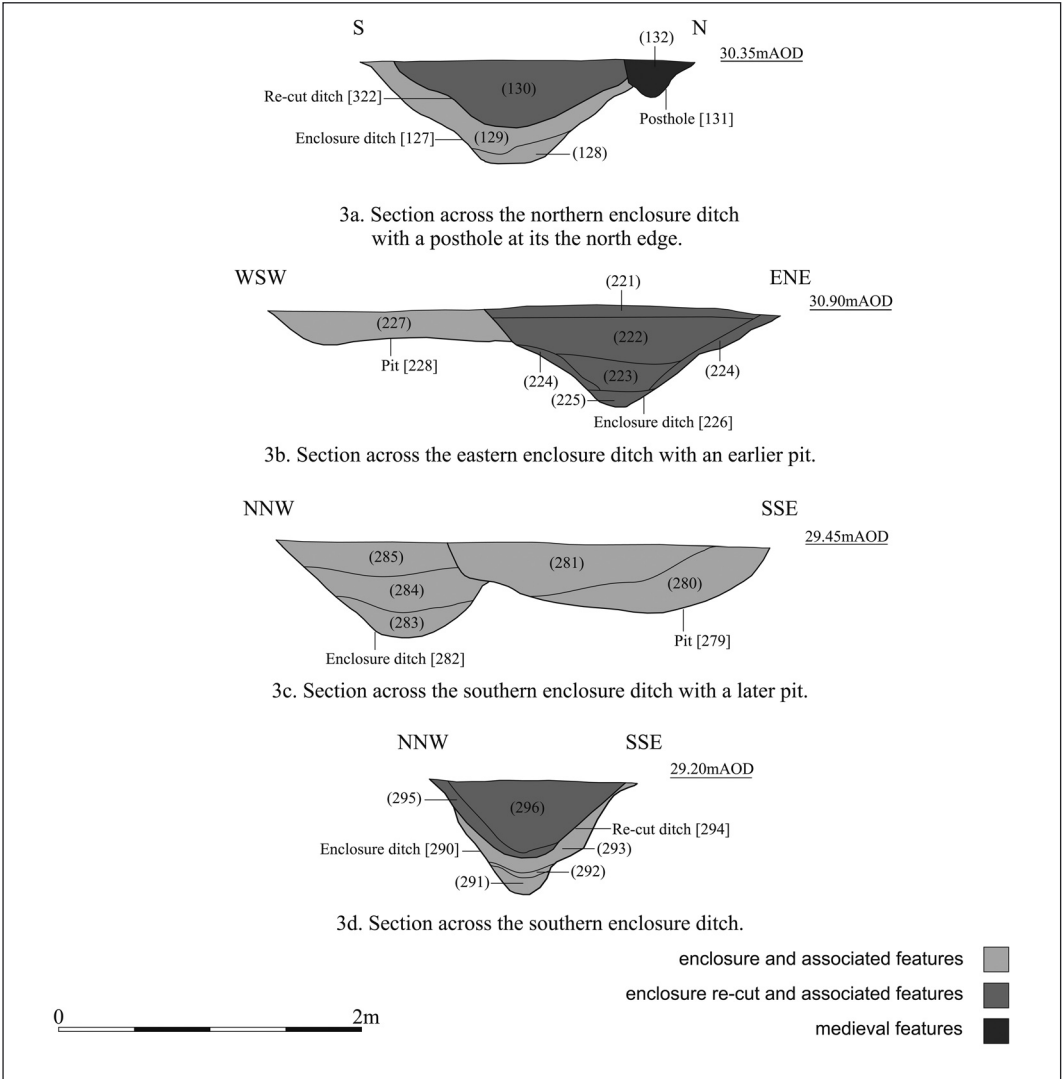 S
N
(132)
30.35mAOD
(130)
Re-cut ditch [322]
Posthole [131]
Enclosure ditch [127]
(129)
(128)
3a. Section across the northern enclosure ditch
with a posthole at its the north edge.
WSW
ENE
(221)
30.90mAOD
(227)
(222)
Pit [228]
(223)
(224)
(224)
(225)
Enclosure ditch [226]
3b. Section across the eastern enclosure ditch with an earlier pit.
NNW
SSE
29.45mAOD
(285)
(281)
(284)
(280)
(283)
Pit [279]
Enclosure ditch [282]
3c. Section across the southern enclosure ditch with a later pit.
NNW
SSE
29.20mAOD
(295)
(296)
Re-cut ditch [294]
Enclosure ditch [290]
(293)
(292)
(291)
3d. Section across the southern enclosure ditch.
enclosure and associated features
enclosure re-cut and associated features
medieval features
0 2m